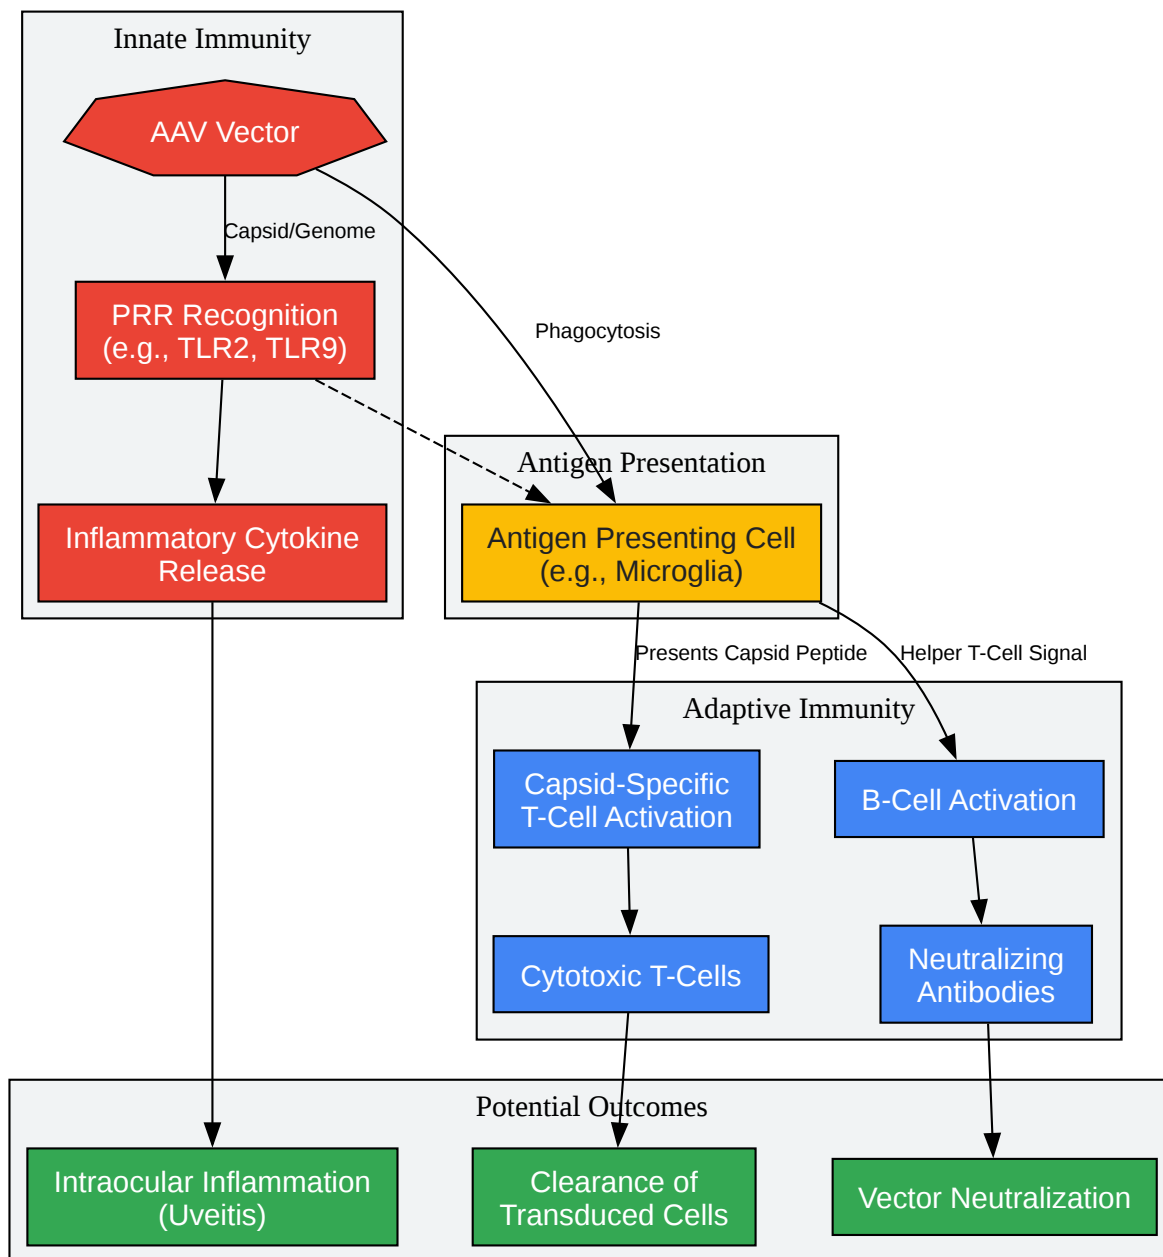 Innate Immunity
AAV Vector
Capsid/Genome
PRR Recognition
(e.g., TLR2, TLR9)
Phagocytosis
Antigen Presentation
Inflammatory Cytokine
Release
Antigen Presenting Cell
(e.g., Microglia)
Presents Capsid Peptide
Helper T-Cell Signal
Adaptive Immunity
Capsid-Specific
T-Cell Activation
B-Cell Activation
Cytotoxic T-Cells
Neutralizing
Antibodies
Potential Outcomes
Intraocular Inflammation
(Uveitis)
Clearance of
Transduced Cells
Vector Neutralization